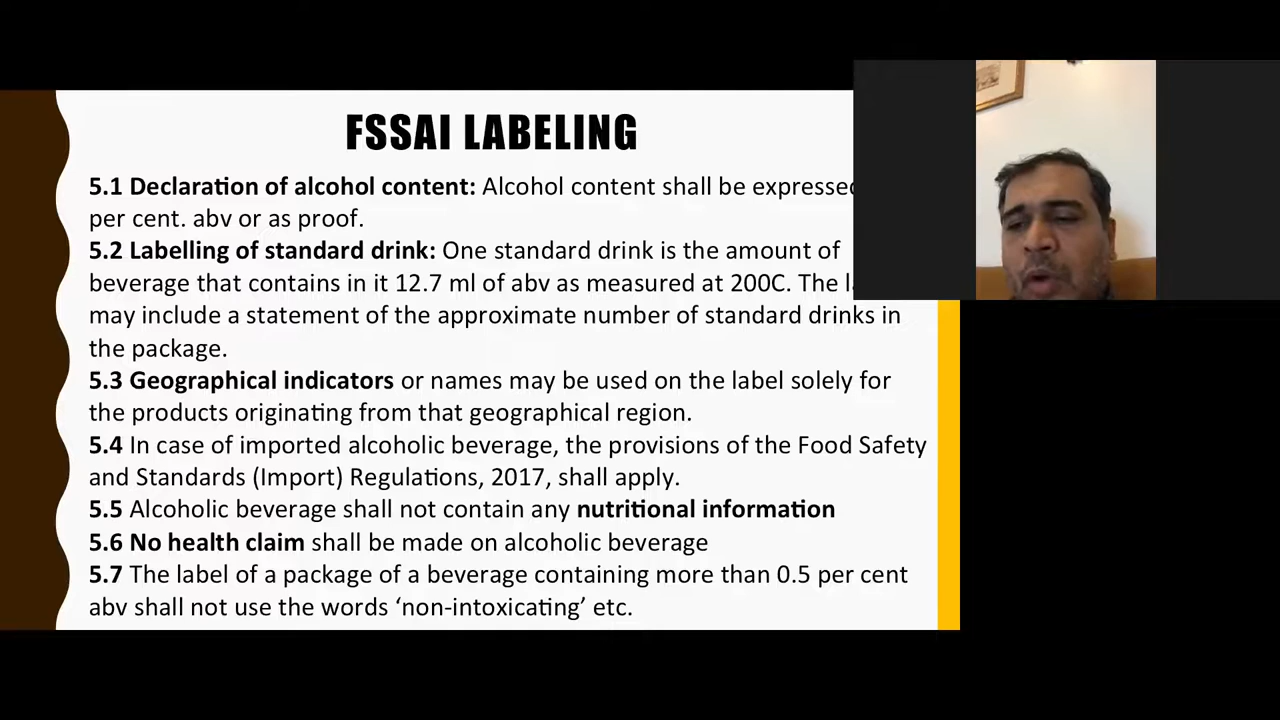 FSSAI LABELING
5.1 Declaration of alcohol content: Alcohol content shall be expressed
per cent. abv or as proof.
5.2 Labelling of standard drink: One standard drink is the amount of
beverage that contains in it 12.7 ml of abv as measured at 200C. The
may include a statement of the approximate number of standard drinks in
the package.
5.3 Geographical indicators or names may be used on the label solely for
the products originating from that geographical region.
5.4 In case of imported alcoholic beverage, the provisions of the Food Safety
and Standards (Import) Regulations, 2017, shall apply.
5.5 Alcoholic beverage shall not contain any nutritional information
5.6 No health claim shall be made on alcoholic beverage
5.7 The label of a package of a beverage containing more than 0.5 per cent
abv shall not use the words ‘non-intoxicating’ etc.